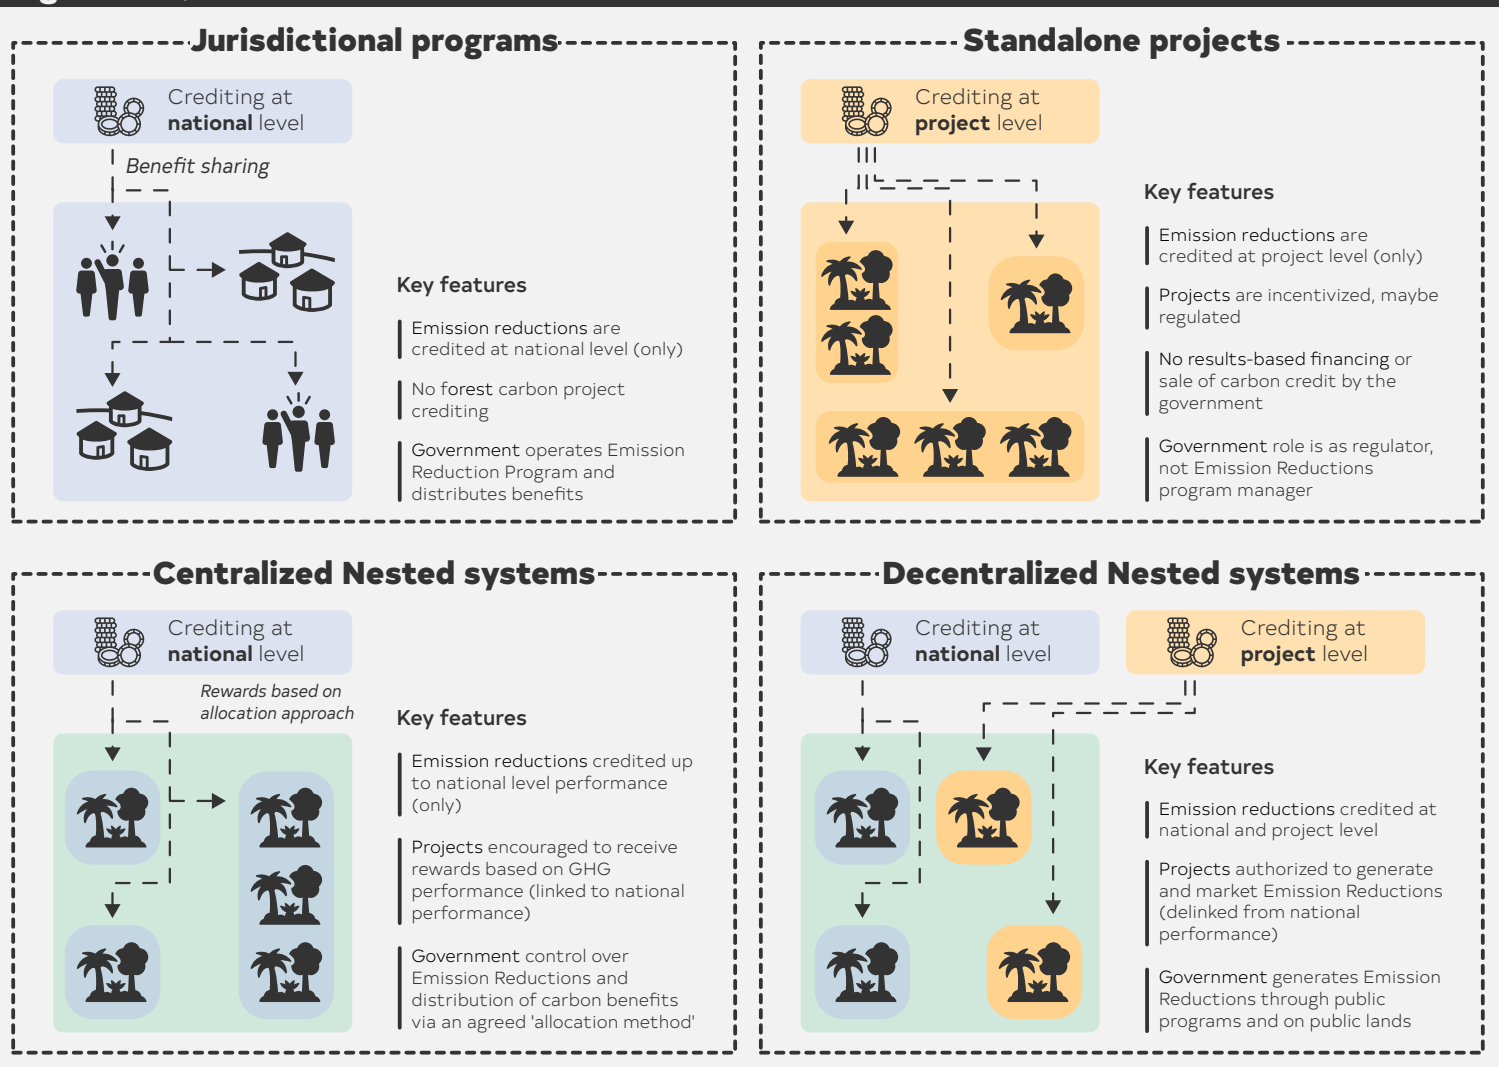 Jurisdictional programs
Crediting at
national level
Benefit sharing
Key features
Emission reductions are
credited at national level (only)
No forest carbon project
crediting
Government operates Emission
Reduction Program and
distributes benefits
Standalone projects
Crediting at
project level
Key features
Emission reductions are
credited at project level (only)
Projects are incentivized, maybe
regulated
No results-based financing or
sale of carbon credit by the
government
Government role is as regulator,
not Emission Reductions
program manager
Centralized Nested systems
Crediting at
national level
Rewards based on
allocation approach
Key features
Emission reductions credited up
to national level performance
(only)
Projects encouraged to receive
rewards based on GHG
performance (linked to national
performance)
Government control over
Emission Reductions and
distribution of carbon benefits
via an agreed 'allocation method'
Decentralized Nested systems
Crediting at
national level
Crediting at
project level
Key features
Emission reductions credited at
national and project level
Projects authorized to generate
and market Emission Reductions
(delinked from national
performance)
Government generates Emission
Reductions through public
programs and on public lands